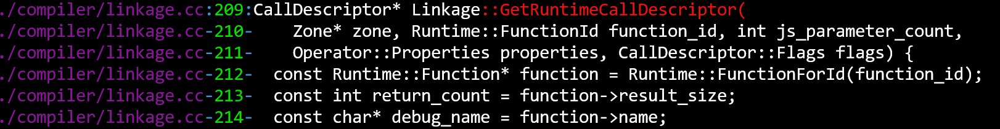 ./compiler/linkage.cc:209:CallDescriptor* Linkage::GetRuntimeCallDescriptor(
./compiler/linkage.cc-210-    Zone* zone, Runtime::FunctionId function_id, int js_parameter_count,
./compiler/linkage.cc-211-    Operator::Properties properties, CallDescriptor::Flags flags) {
./compiler/linkage.cc-212-  const Runtime::Function* function = Runtime::FunctionForId(function_id);
./compiler/linkage.cc-213-  const int return_count = function->result_size;
./compiler/linkage.cc-214-  const char* debug_name = function->name;